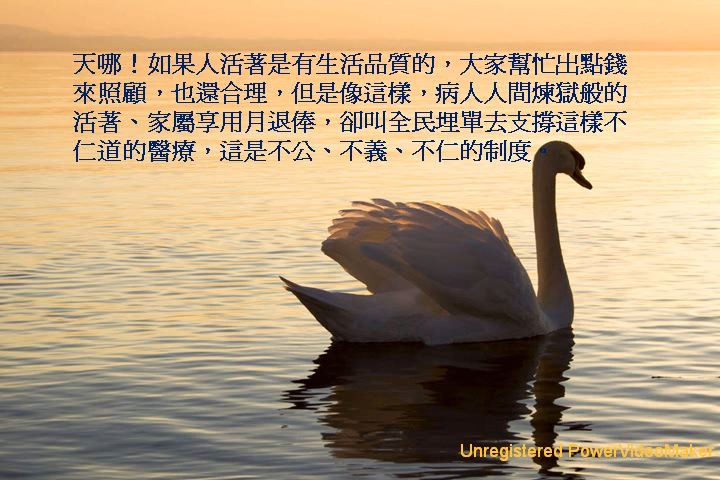 天哪！如果人活著是有生活品質的，大家幫忙出點錢
來照顧，也還合理，但是像這樣，病人人間煉獄般的
活著、家屬享用月退俸，卻叫全民埋單去支撐這樣不
仁道的醫療，這是不公、不義、不仁的制度。
Unregistered PowerVideoMaker